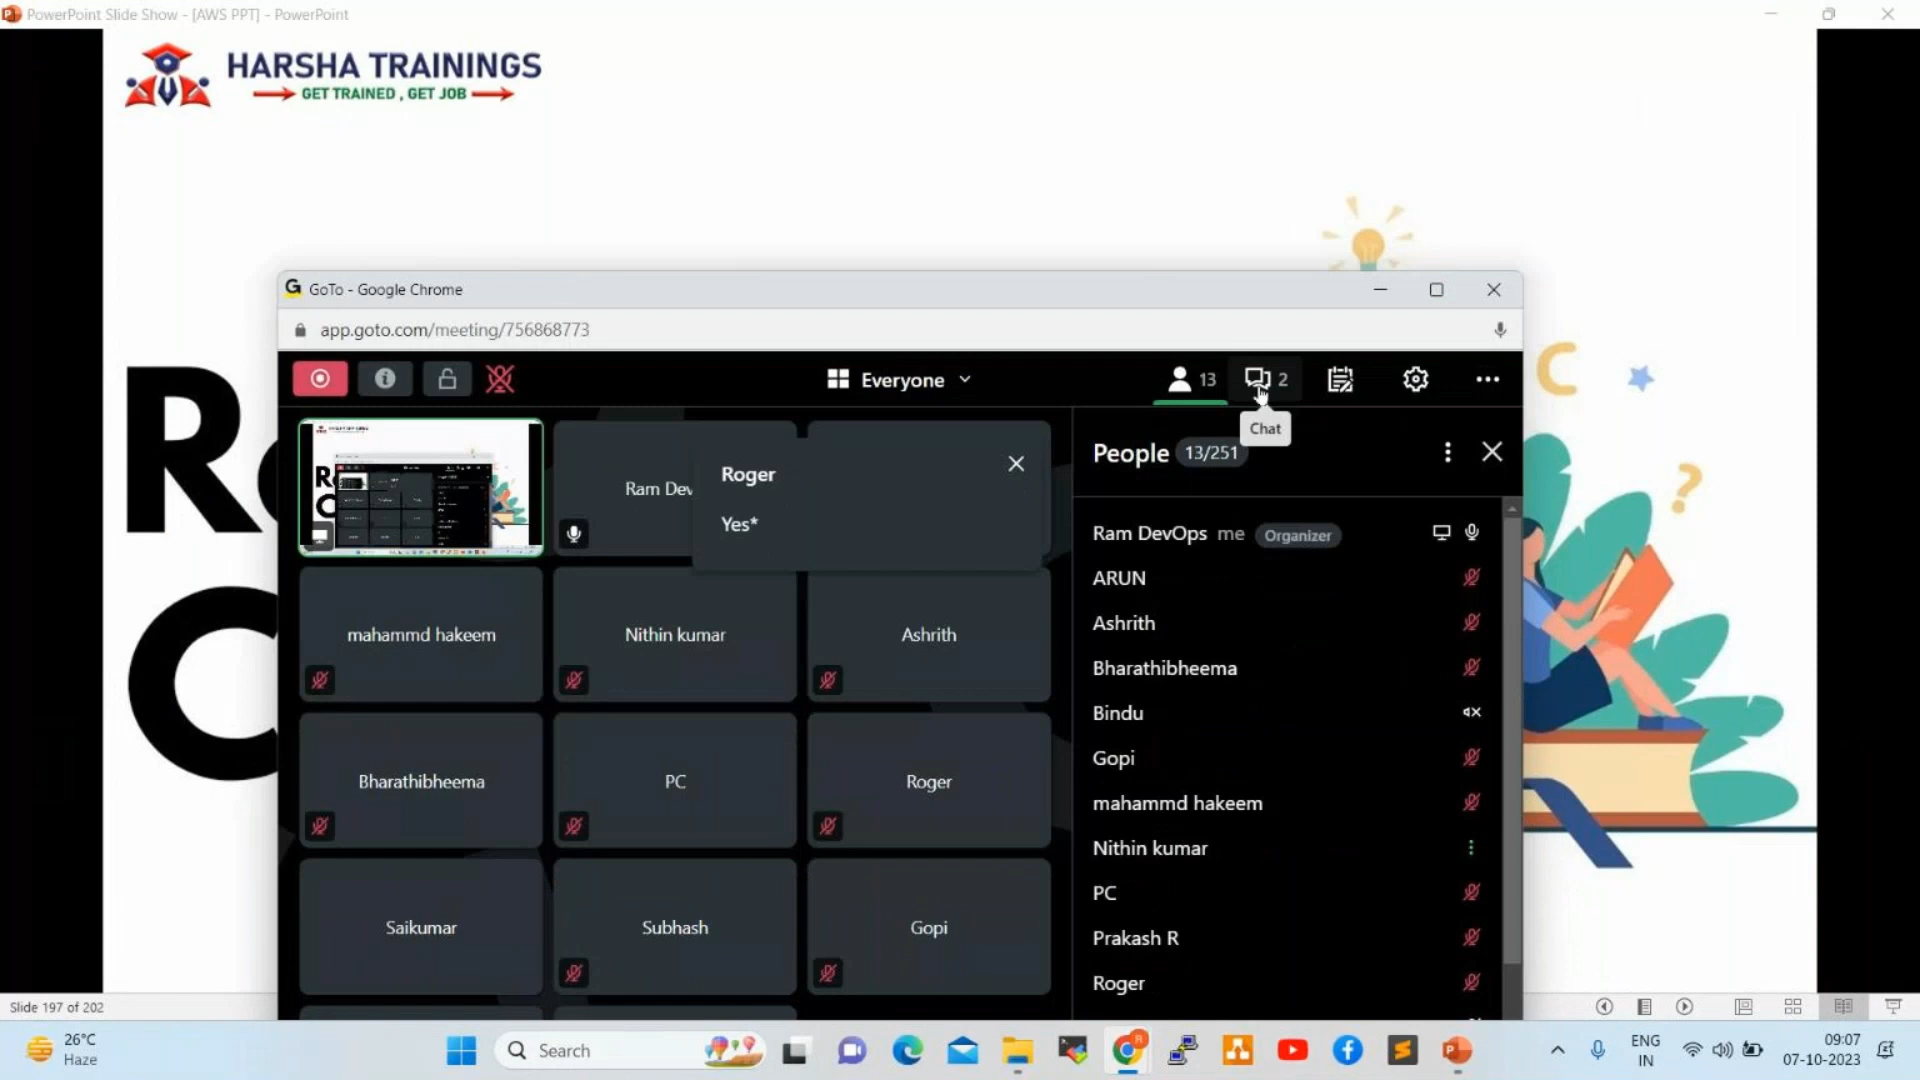 PowerPoint Slide Show - [AWS PPT] - PowerPoint
HARSHA TRAININGS
GET TRAINED , GET JOB
GoTo - Google Chrome
app.goto.com/meeting/756868773
Everyone
13
2
Chat
People 13/251
Ram Dev
Roger
Yes*
Ram DevOps me Organizer
ARUN
Ashrith
Bharathibheema
Bindu
Gopi
mahammd hakeem
Nithin kumar
PC
Prakash R
Roger
mahammd hakeem
Nithin kumar
Ashrith
Bharathibheema
PC
Roger
Saikumar
Subhash
Gopi
C
?
Slide 197 of 202
26°C
Haze
Search
ENG
IN
09:07
07-10-2023